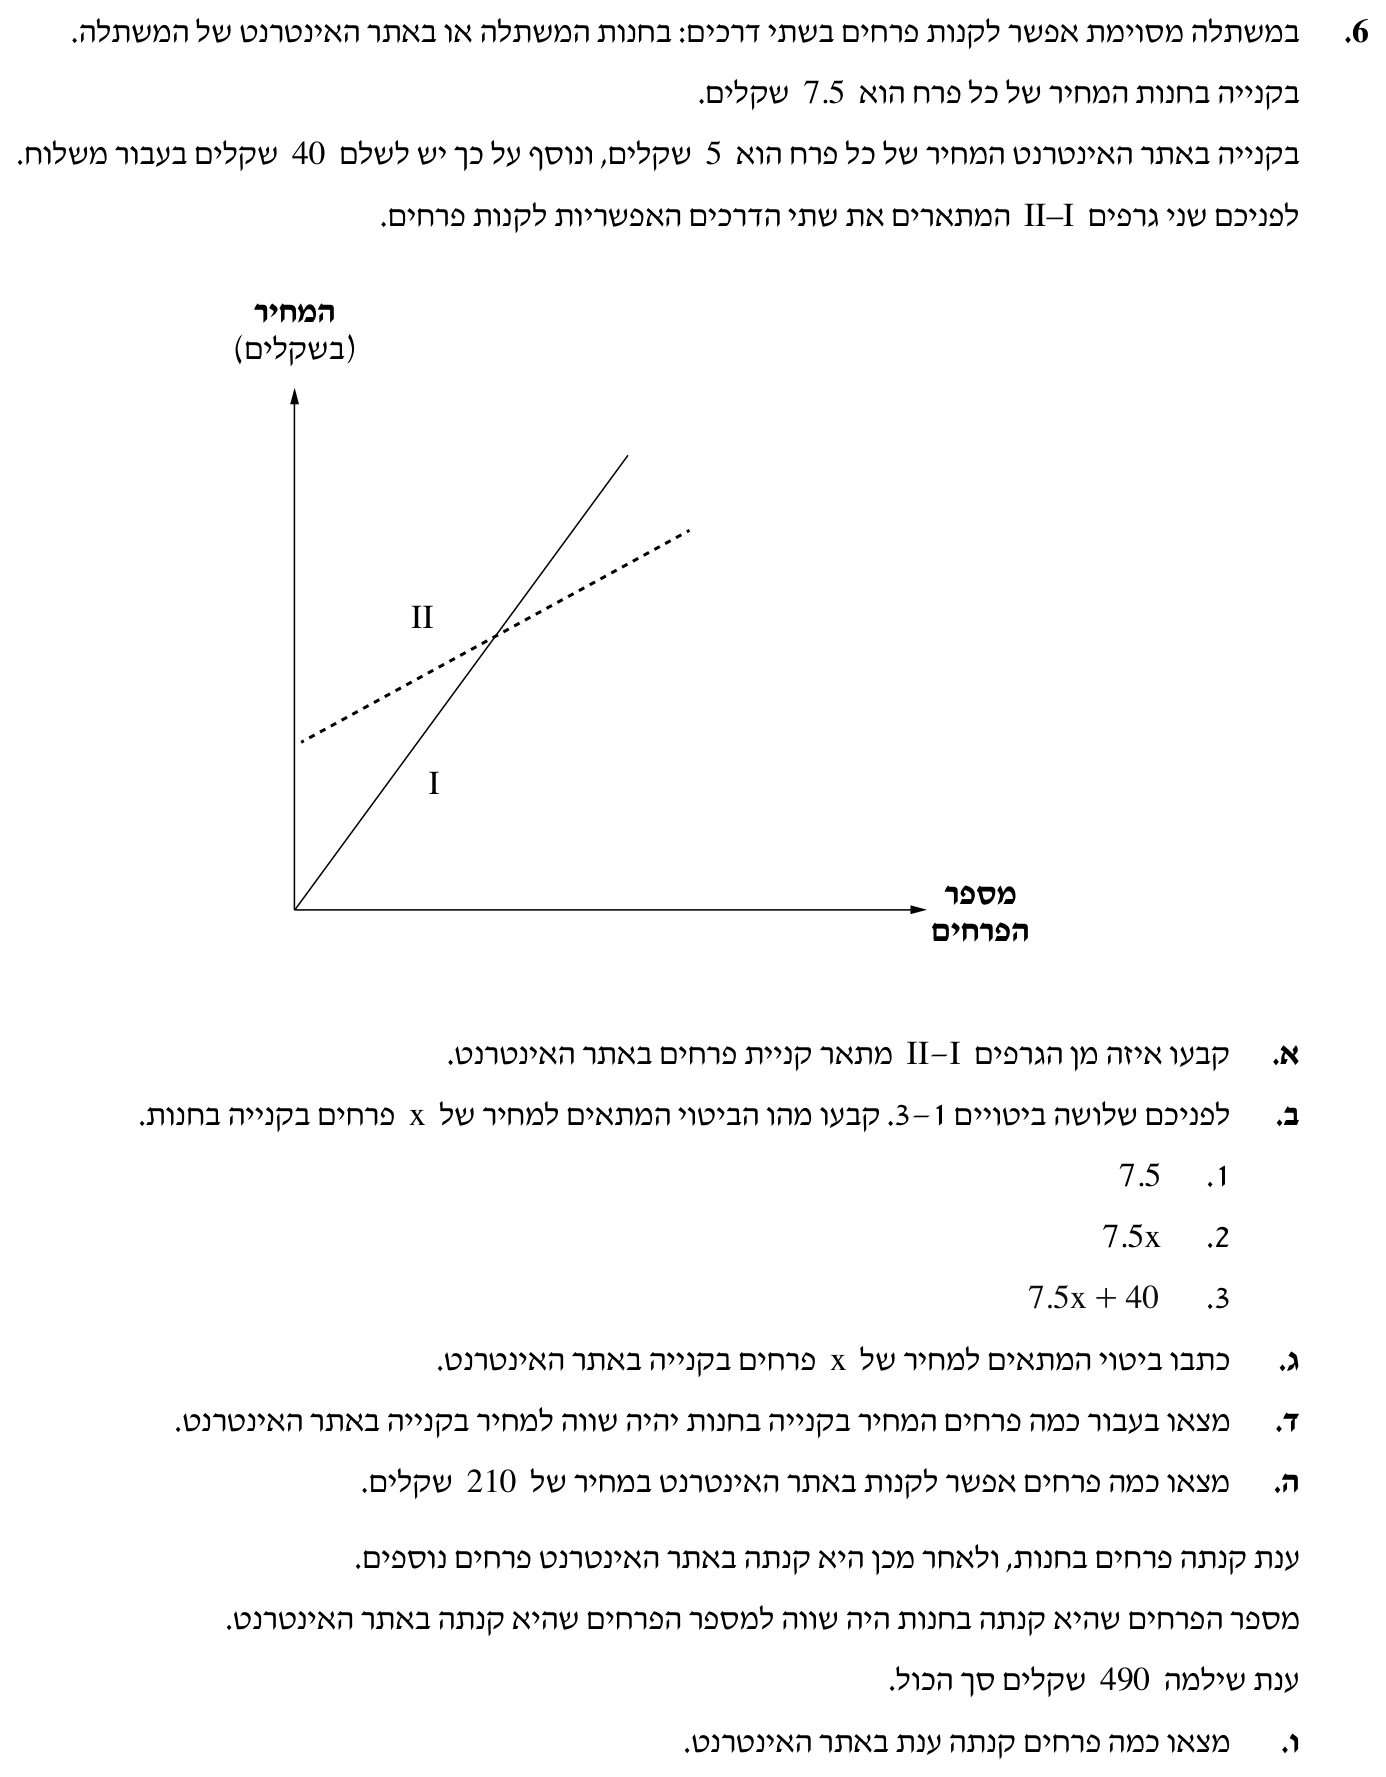 6. במשתלה מסוימת אפשר לקנות פרחים בשתי דרכים: בחנות המשתלה או באתר האינטרנט של המשתלה.
בקנייה בחנות המחיר של כל פרח הוא 7.5 שקלים.
בקנייה באתר האינטרנט המחיר של כל פרח הוא 5 שקלים, ונוסף על כך יש לשלם 40 שקלים בעבור משלוח.
לפניכם שני גרפים II–I המתארים את שתי הדרכים האפשריות לקנות פרחים.
המחיר
(בשקלים)
II
I
מספר
הפרחים
א. קבעו איזה מן הגרפים II–I מתאר קניית פרחים באתר האינטרנט.
ב. לפניכם שלושה ביטויים 1–3. קבעו מהו הביטוי המתאים למחיר של x פרחים בקנייה בחנות.
1. 7.5
2. 7.5x
3. 7.5x + 40
ג. כתבו ביטוי המתאים למחיר של x פרחים בקנייה באתר האינטרנט.
ד. מצאו בעבור כמה פרחים המחיר בקנייה בחנות יהיה שווה למחיר בקנייה באתר האינטרנט.
ה. מצאו כמה פרחים אפשר לקנות באתר האינטרנט במחיר של 210 שקלים.
ענת קנתה פרחים בחנות, ולאחר מכן היא קנתה באתר האינטרנט פרחים נוספים.
מספר הפרחים שהיא קנתה בחנות היה שווה למספר הפרחים שהיא קנתה באתר האינטרנט.
ענת שילמה 490 שקלים סך הכול.
ו. מצאו כמה פרחים קנתה ענת באתר האינטרנט.